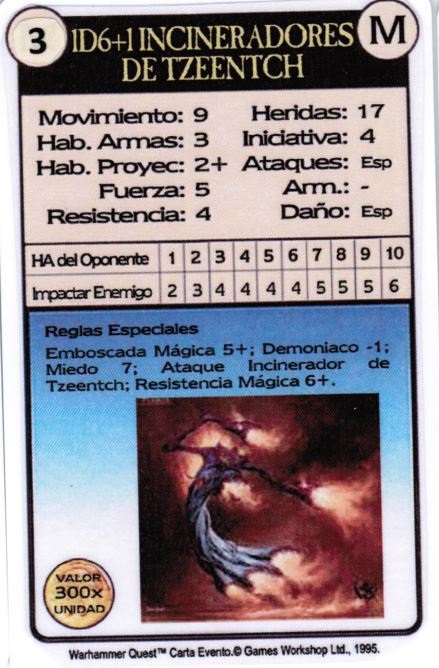 3
1D6+1 INCINERADORES
DE TZEENTCH
M
Movimiento: 9 Heridas: 17
Hab. Armas: 3 Iniciativa: 4
Hab. Proyec: 2+ Ataques: Esp
Fuerza: 5 Arm.: -
Resistencia: 4 Daño: Esp
HA del Oponente 1 2 3 4 5 6 7 8 9 10
Impactar Enemigo 2 3 4 4 4 4 5 5 5 6
Reglas Especiales
Emboscada Mágica 5+; Demoniaco -1;
Miedo 7; Ataque Incinerador de
Tzeentch; Resistencia Mágica 6+.
VALOR
300x
UNIDAD
Warhammer Quest™ Carta Evento.© Games Workshop Ltd., 1995.